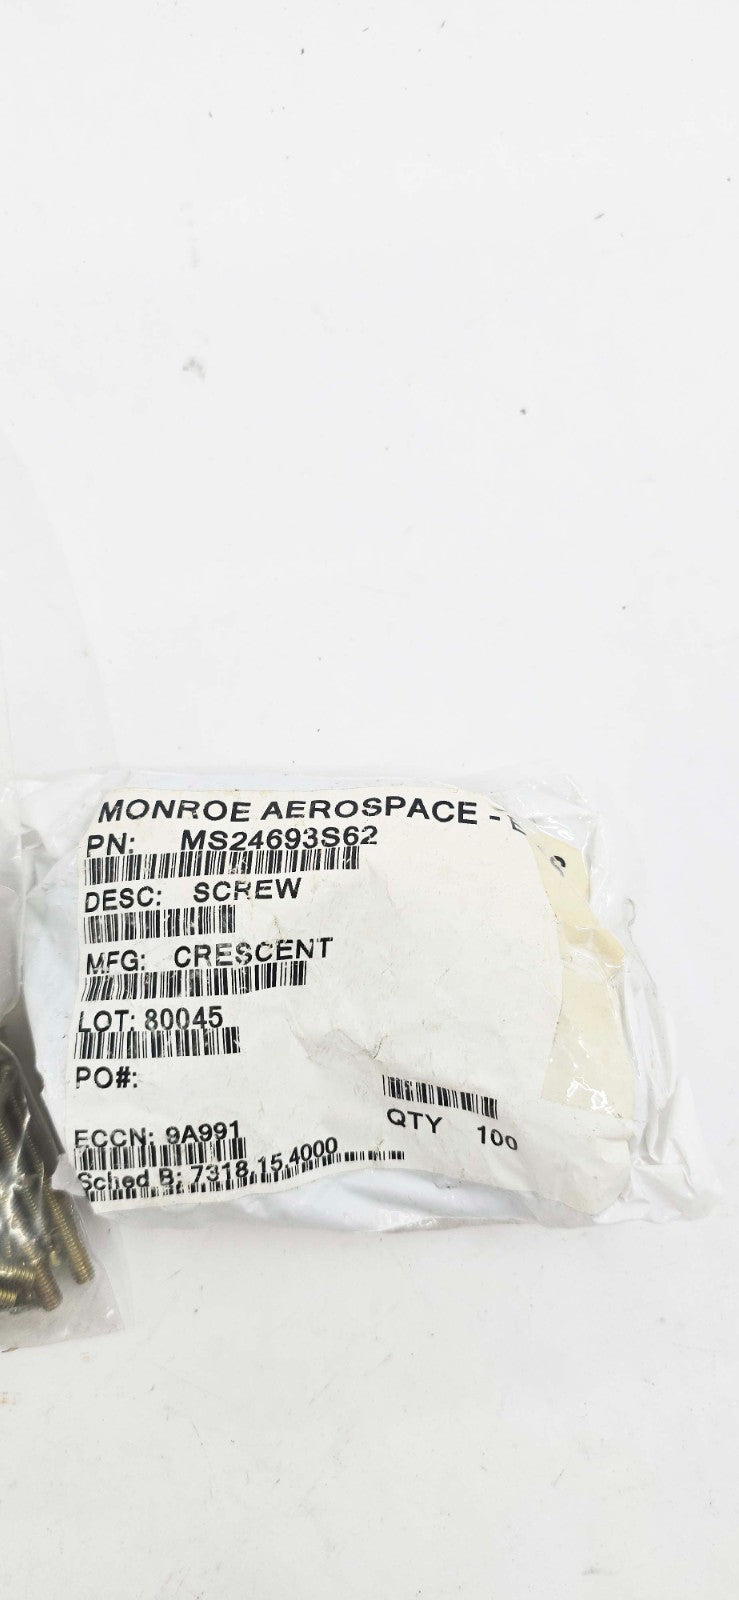 MONROE AEROSPACE -
PN: MS24693S62
DESC: SCREW
MFG: CRESCENT
LOT: 80045
PO#:
QTY 100
ECCN: 9A991
Sched B: 7318.15.4000